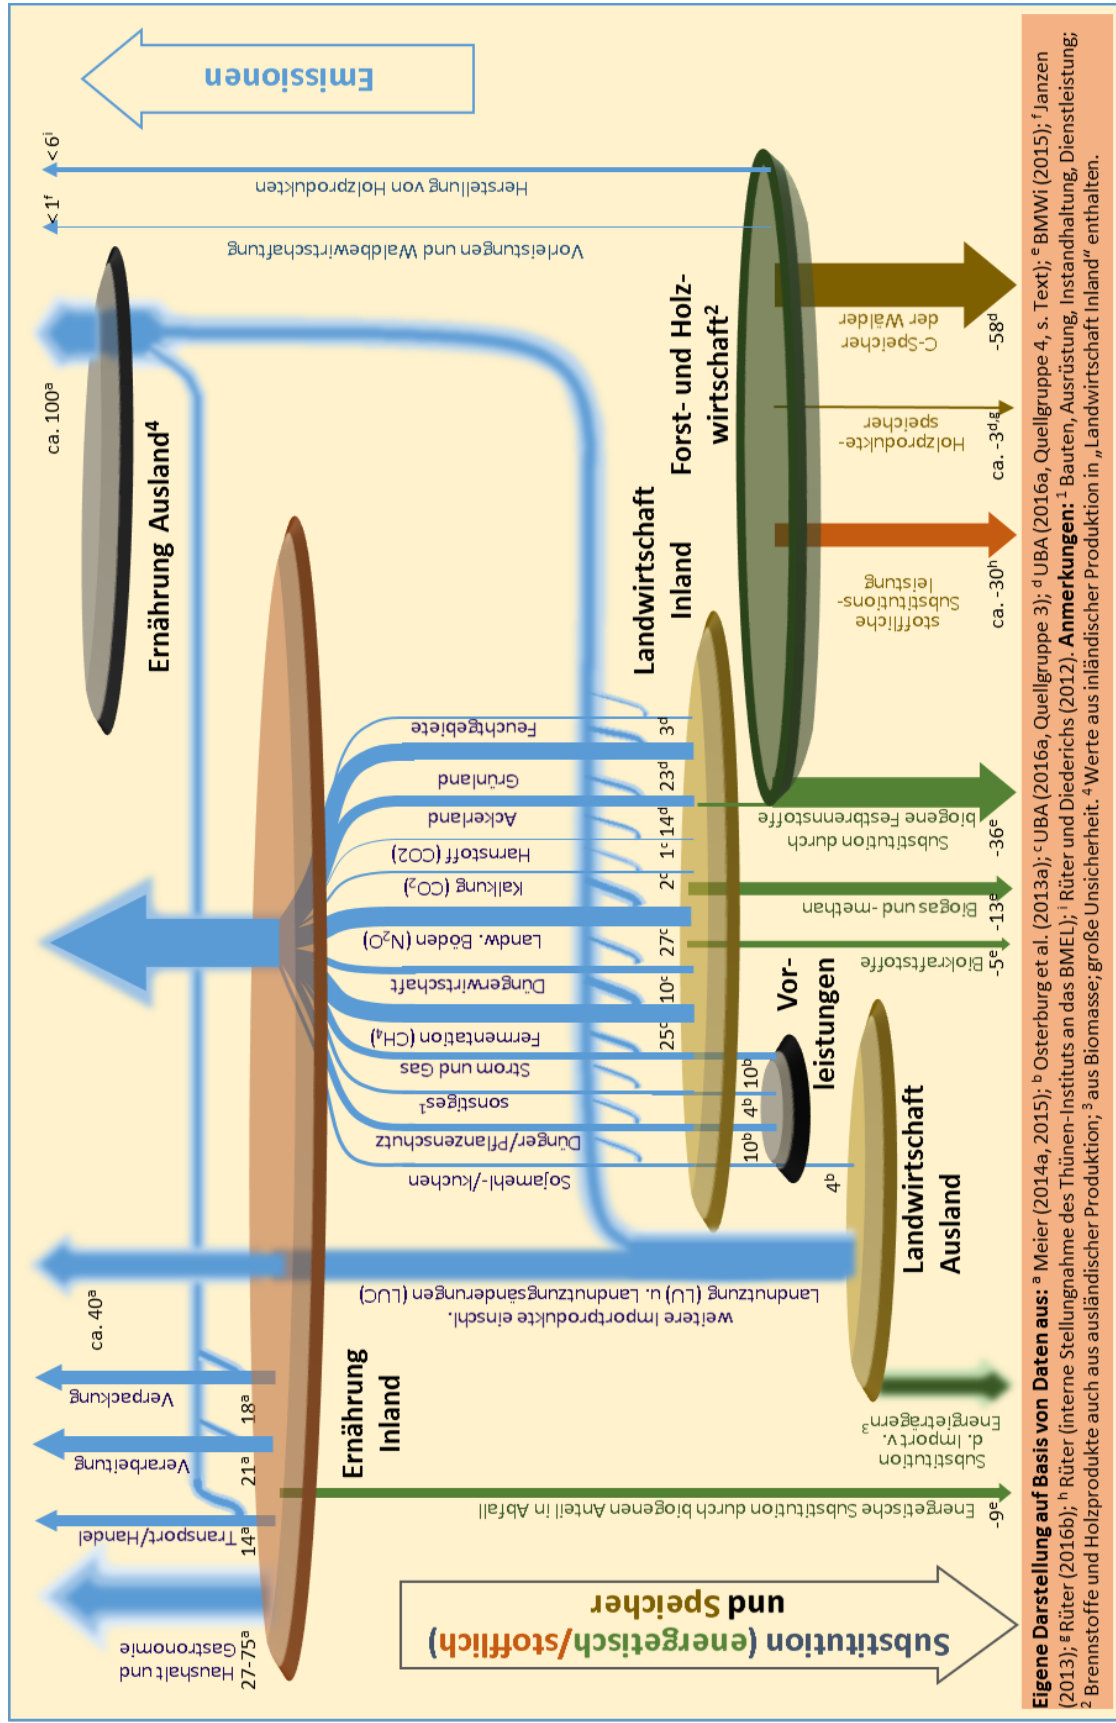 Emissionen
< 1ᶠ
< 6ⁱ
Herstellung von Holzprodukten
Vorleistungen und Waldbewirtschaftung
ca. 100ᵃ
Ernährung Ausland⁴
Forst- und Holz-
wirtschaft²
C-Speicher
der Wälder
-58ᵈ
Holzprodukte-
speicher
ca. -3ᵈ,ᵍ
stoffliche
Substitutions-
leistung
ca. -30ʰ
Landwirtschaft
Inland
Feuchtgebiete
3ᵈ
Grünland
23ᵈ
Ackerland
14ᵈ
Harnstoff (CO2)
1ᶜ
Kalkung (CO₂)
2ᶜ
Landw. Böden (N₂O)
27ᶜ
Düngerwirtschaft
10ᶜ
Fermentation (CH₄)
25ᶜ
Strom und Gas
10ᵇ
sonstiges¹
4ᵇ
Dünger/Pflanzenschutz
10ᵇ
Sojamehl-/kuchen
4ᵇ
Substitution durch
biogene Festbrennstoffe
-36ᵉ
Biogas und -methan
-13ᵉ
Biokraftstoffe
-5ᵉ
Vor-
leistungen
Landwirtschaft
Ausland
weitere Importprodukte einschl.
Landnutzung (LU) u. Landnutzungsänderungen (LUC)
ca. 40ᵃ
Ernährung
Inland
Verpackung
18ᵃ
Verarbeitung
21ᵃ
Transport/Handel
14ᵃ
Haushalt und
Gastronomie
27-75ᵃ
Substitution
d. Import v.
Energieträgern³
Energetische Substitution durch biogenen Anteil in Abfall
-9ᵉ
Substitution (energetisch/stofflich)
und Speicher
Eigene Darstellung auf Basis von Daten aus: ᵃ Meier (2014a, 2015); ᵇ Osterburg et al. (2013a); ᶜ UBA (2016a, Quellgruppe 3); ᵈ UBA (2016a, Quellgruppe 4, s. Text); ᵉ BMWi (2015); ᶠ Janzen
(2013); ᵍ Rüter (2016b); ʰ Rüter (interne Stellungnahme des Thünen-Instituts an das BMEL); ⁱ Rüter und Diederichs (2012). Anmerkungen: ¹ Bauten, Ausrüstung, Instandhaltung, Dienstleistung;
² Brennstoffe und Holzprodukte auch aus ausländischer Produktion; ³ aus Biomasse; große Unsicherheit. ⁴ Werte aus inländischer Produktion in „Landwirtschaft Inland“ enthalten.